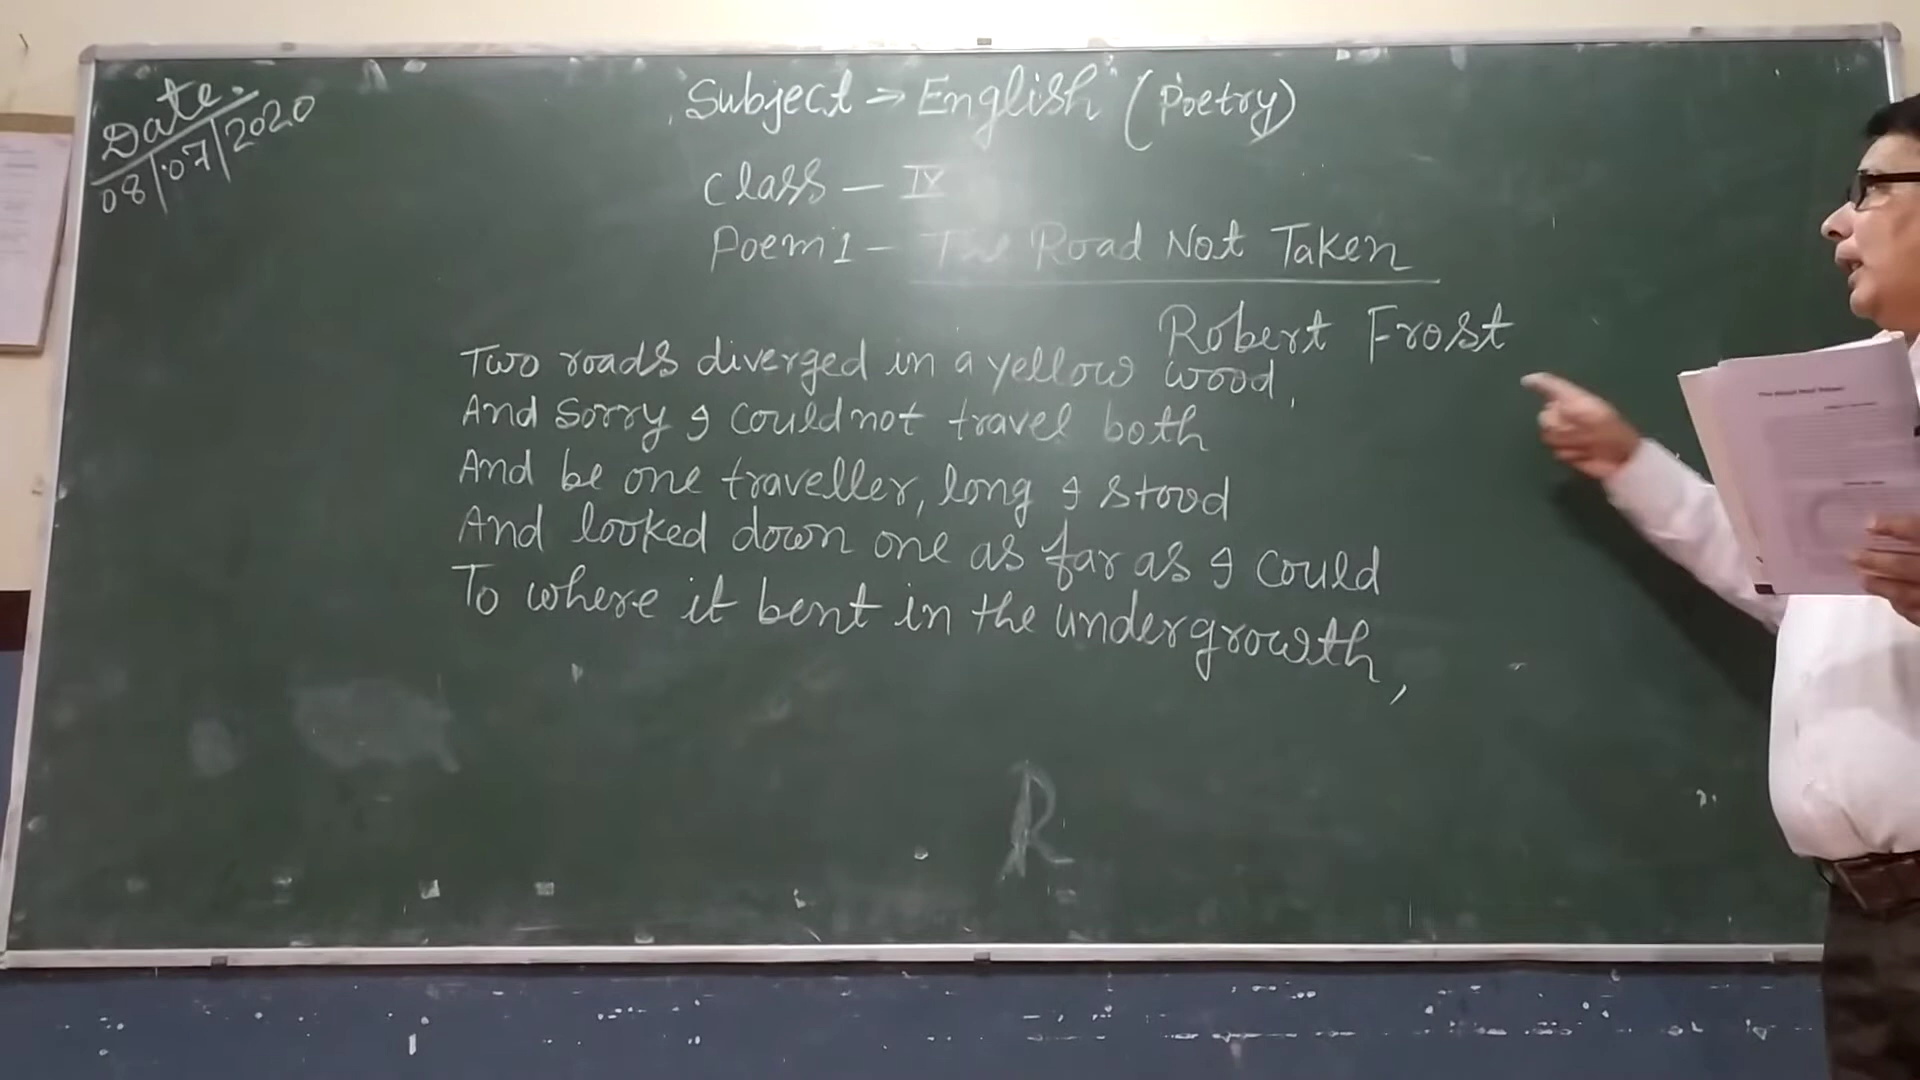 Date.
08/07/2020
Subject → English (Poetry)
Class - IX
Poem 1 - The Road Not Taken
Robert Frost
Two roads diverged in a yellow wood,
And sorry I could not travel both
And be one traveller, long I stood
And looked down one as far as I could
To where it bent in the undergrowth,
R